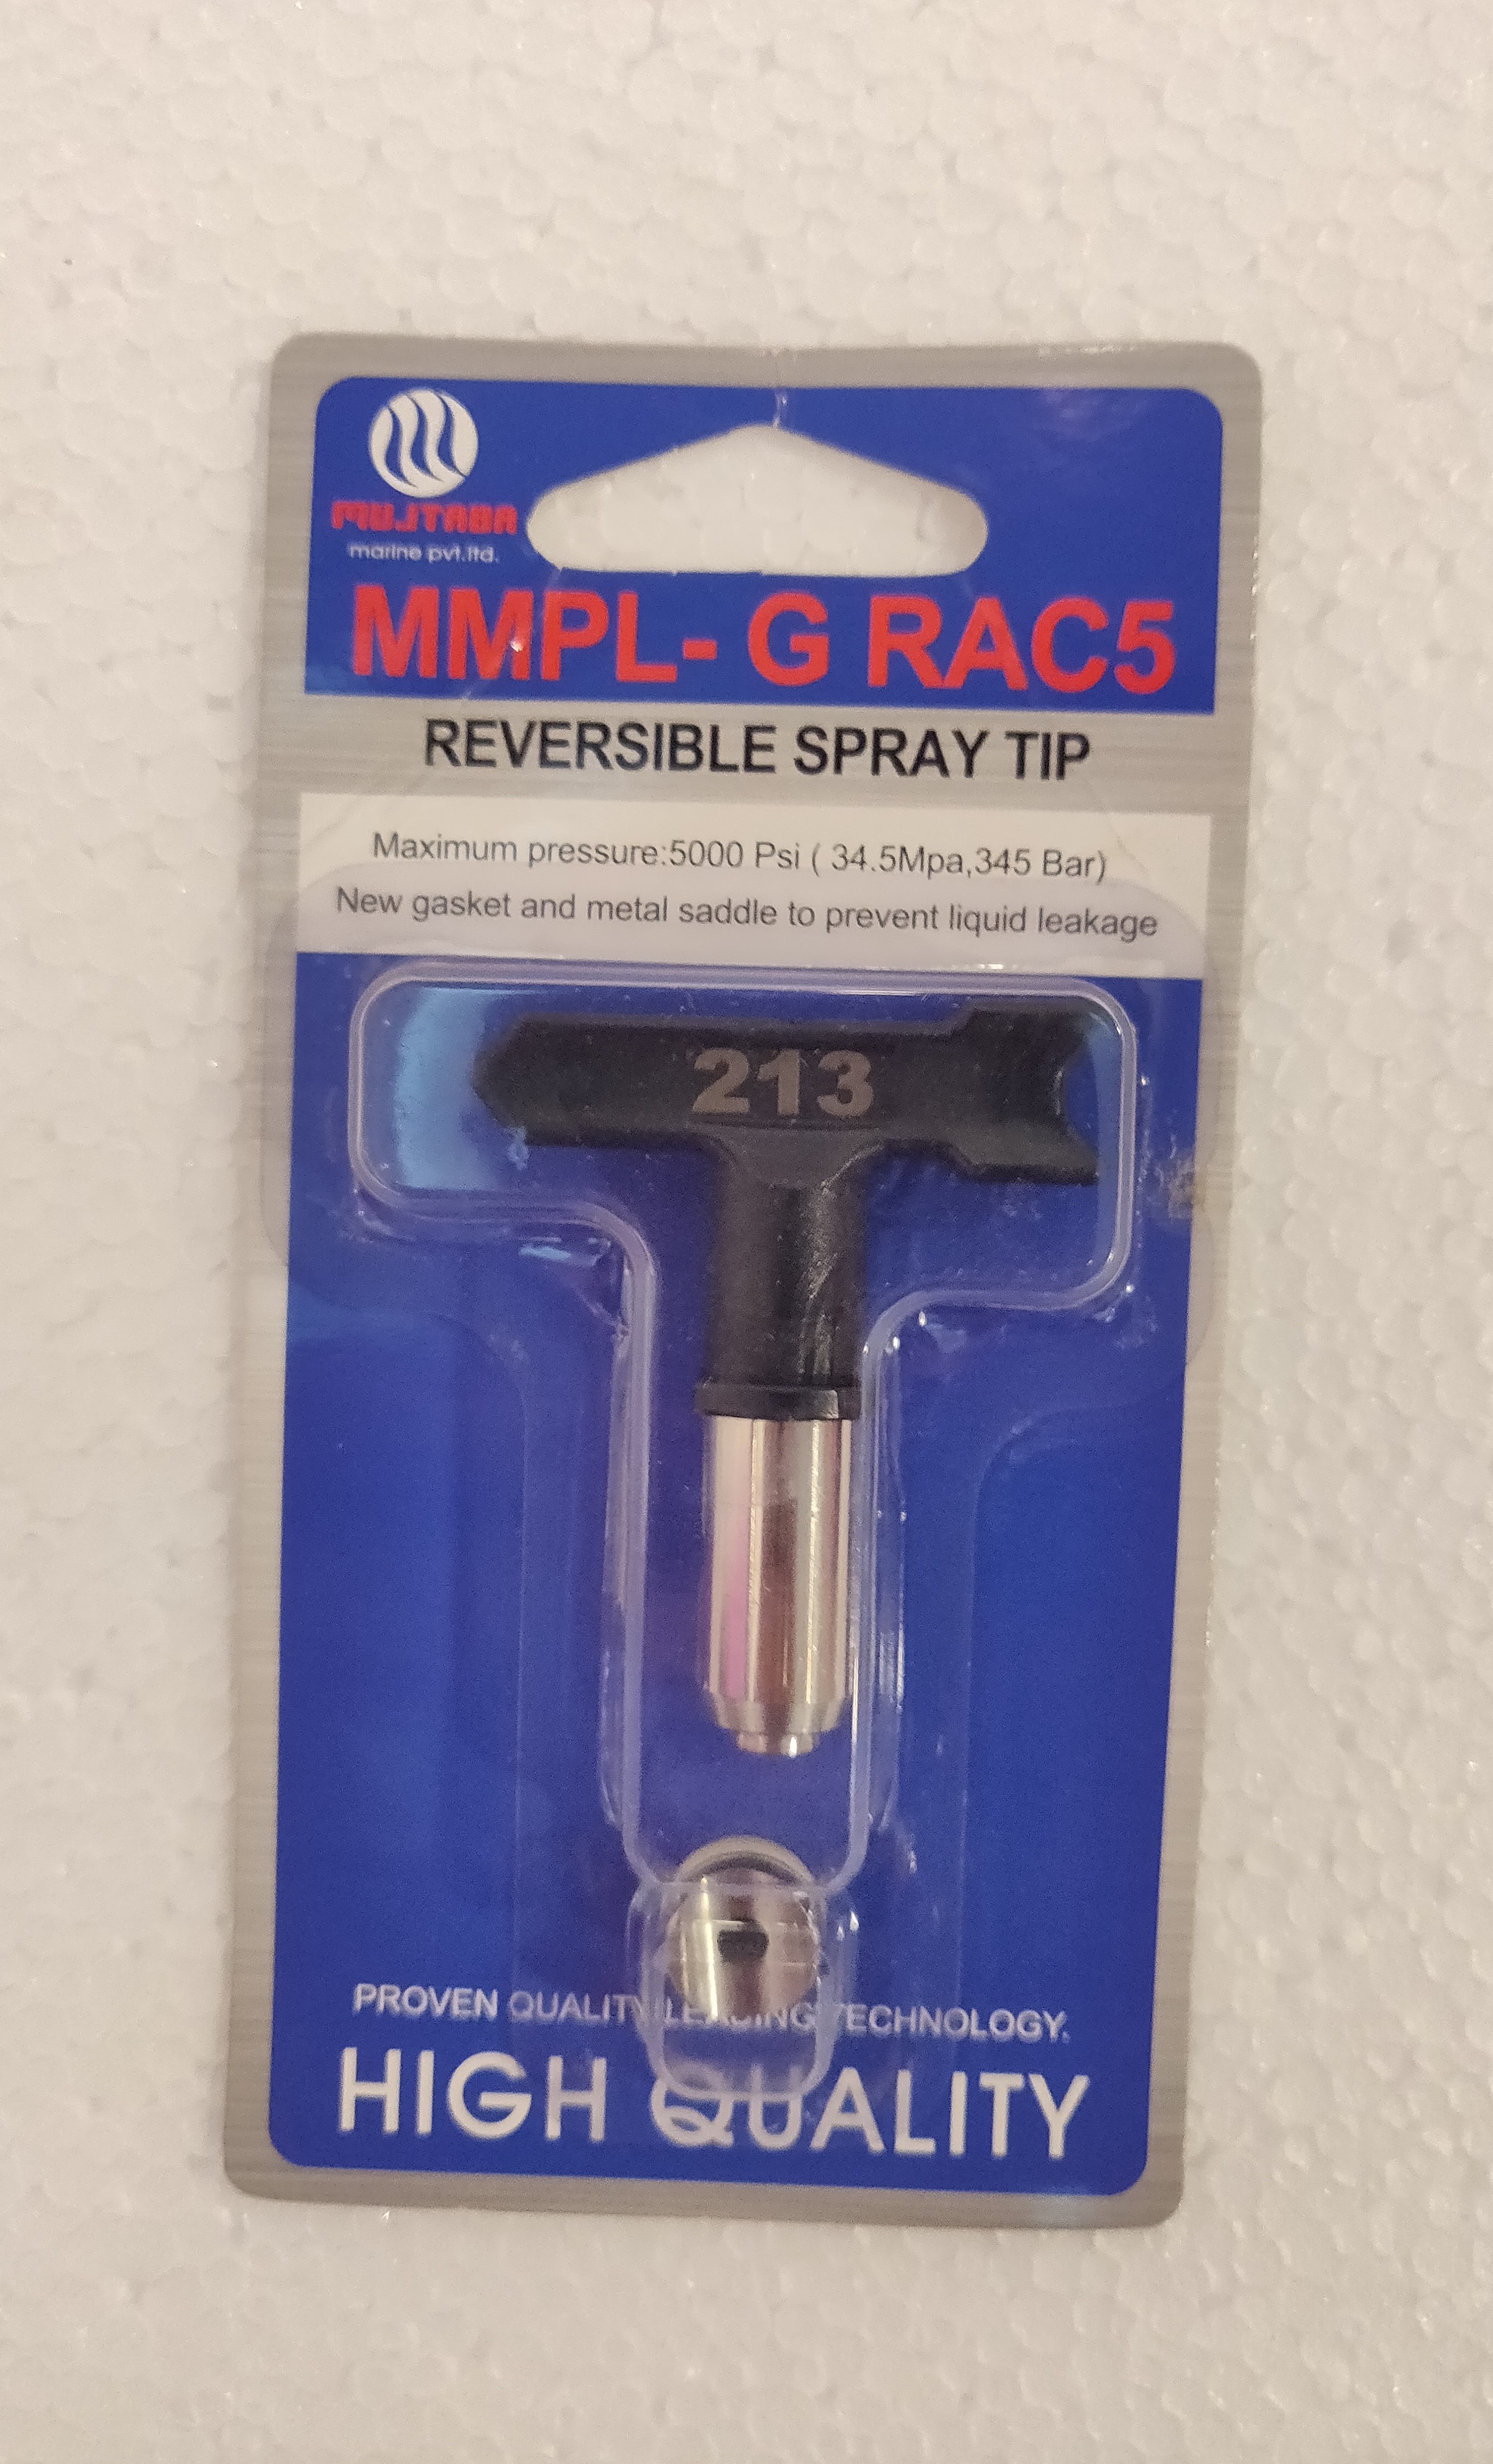 MUJTABA
marine pvt.ltd.
MMPL- G RAC5
REVERSIBLE SPRAY TIP
Maximum pressure:5000 Psi ( 34.5Mpa,345 Bar)
New gasket and metal saddle to prevent liquid leakage
213
PROVEN QUALITY LEADING TECHNOLOGY.
HIGH QUALITY